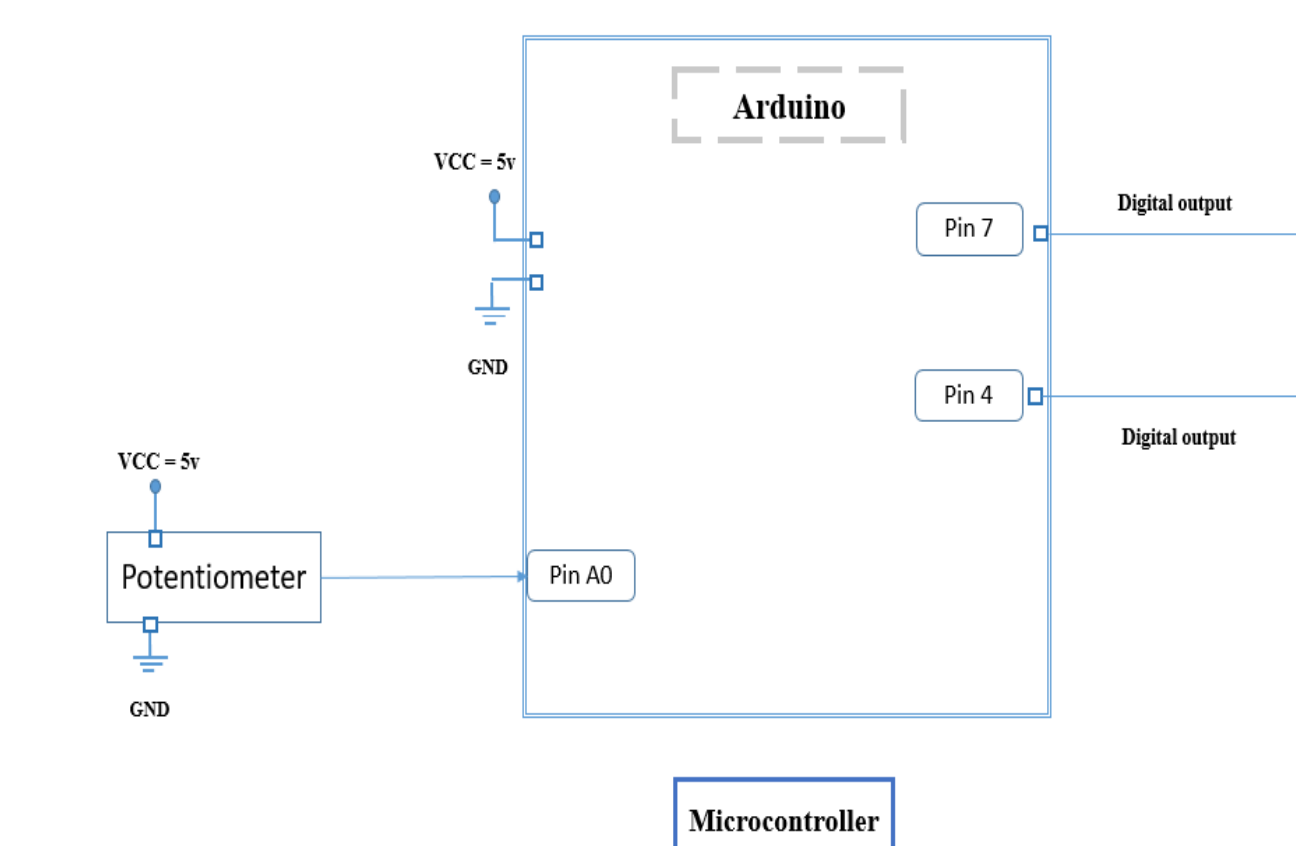 Arduino
VCC = 5v
Pin 7
Digital output
GND
Pin 4
Digital output
VCC = 5v
Potentiometer
Pin A0
GND
Microcontroller